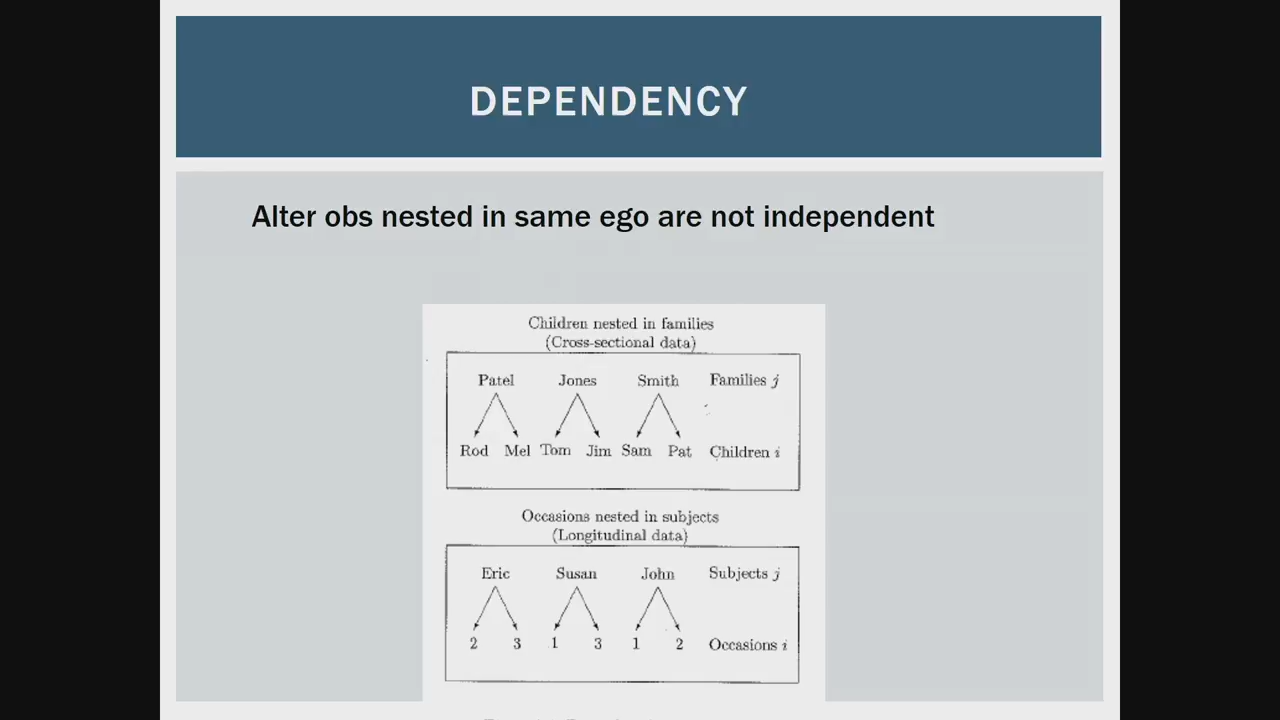 DEPENDENCY
Alter obs nested in same ego are not independent
Children nested in families
(Cross-sectional data)
Patel Jones Smith Families j
Rod Mel Tom Jim Sam Pat Children i
Occasions nested in subjects
(Longitudinal data)
Eric Susan John Subjects j
2 3 1 3 1 2 Occasions i